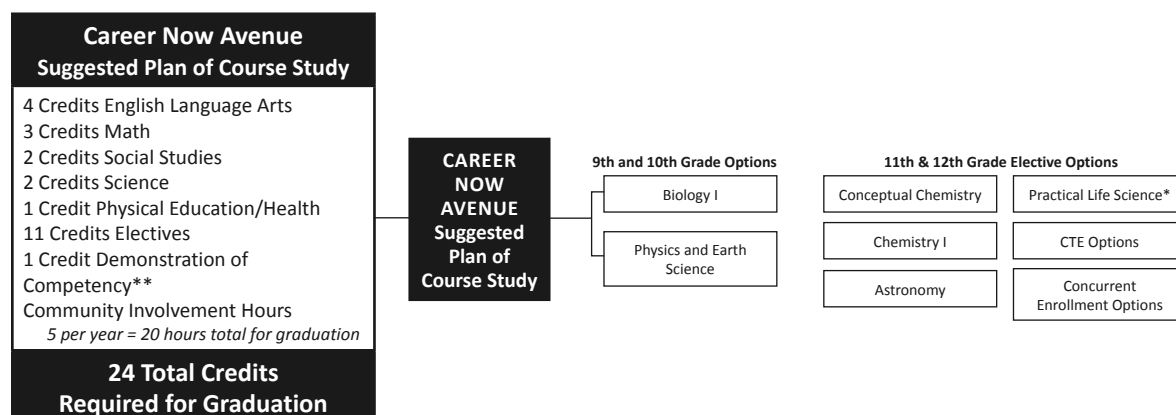 Career Now Avenue
Suggested Plan of Course Study
4 Credits English Language Arts
3 Credits Math
2 Credits Social Studies
2 Credits Science
1 Credit Physical Education/Health
11 Credits Electives
1 Credit Demonstration of
Competency**
Community Involvement Hours
5 per year = 20 hours total for graduation
24 Total Credits
Required for Graduation
CAREER
NOW
AVENUE
Suggested
Plan of
Course Study
9th and 10th Grade Options
Biology I
Physics and Earth
Science
11th & 12th Grade Elective Options
Conceptual Chemistry
Practical Life Science*
Chemistry I
CTE Options
Astronomy
Concurrent
Enrollment Options